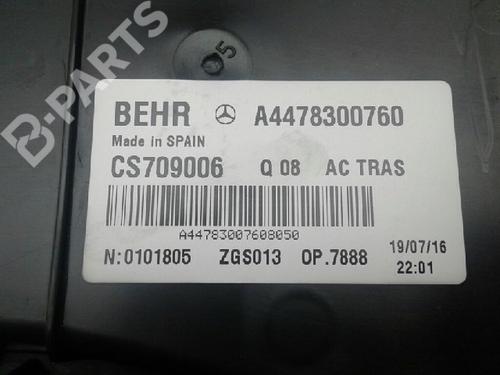 B-PARTS
5
BEHR A4478300760
Made in SPAIN
CS709006 Q 08 AC TRAS
A44783007608050
N:0101805 ZGS013 OP.7888 19/07/16
22:01